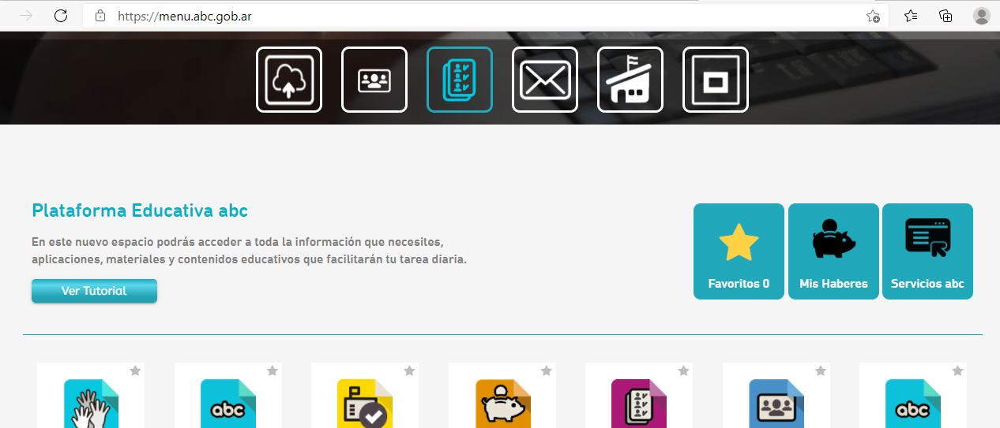 https://menu.abc.gob.ar
Plataforma Educativa abc
En este nuevo espacio podrás acceder a toda la información que necesites,
aplicaciones, materiales y contenidos educativos que facilitarán tu tarea diaria.
Ver Tutorial
Favoritos 0
Mis Haberes
Servicios abc
abc
abc